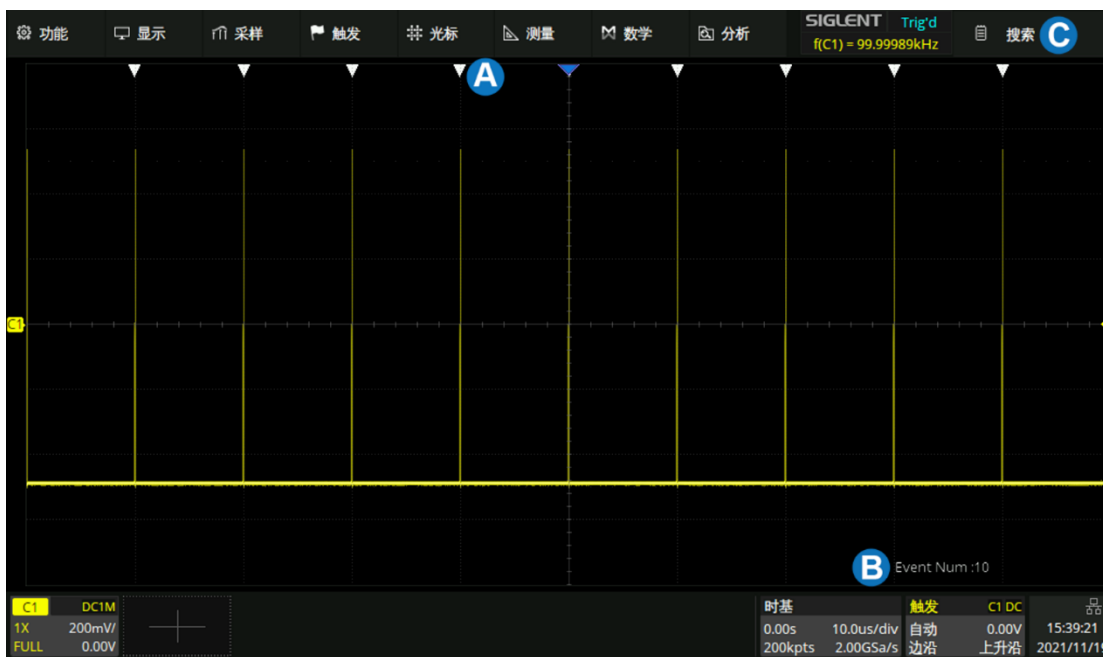 功能 显示 采样 触发 光标 测量 数学 分析 SIGLENT Trig'd 搜索 C
f(C1) = 99.99989kHz
A
C1
B Event Num :10
C1 DC1M 时基 触发 C1 DC
1X 200mV/ 0.00s 10.0us/div 自动 0.00V 15:39:21
FULL 0.00V 200kpts 2.00GSa/s 边沿 上升沿 2021/11/19